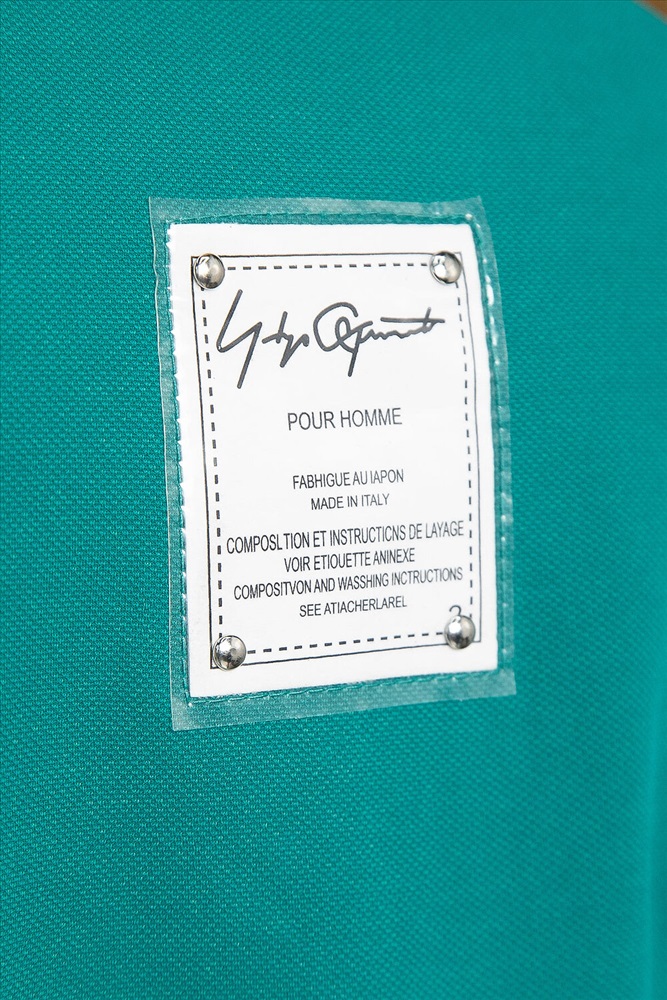 POUR HOMME
FABHIGUE AU IAPON
MADE IN ITALY
COMPOSLTION ET INSTRUCTIONS DE LAYAGE
VOIR ETIOUETTE ANINEXE
COMPOSITVON AND WASSHING INCTRUCTIONS
SEE ATIACHERLAREL